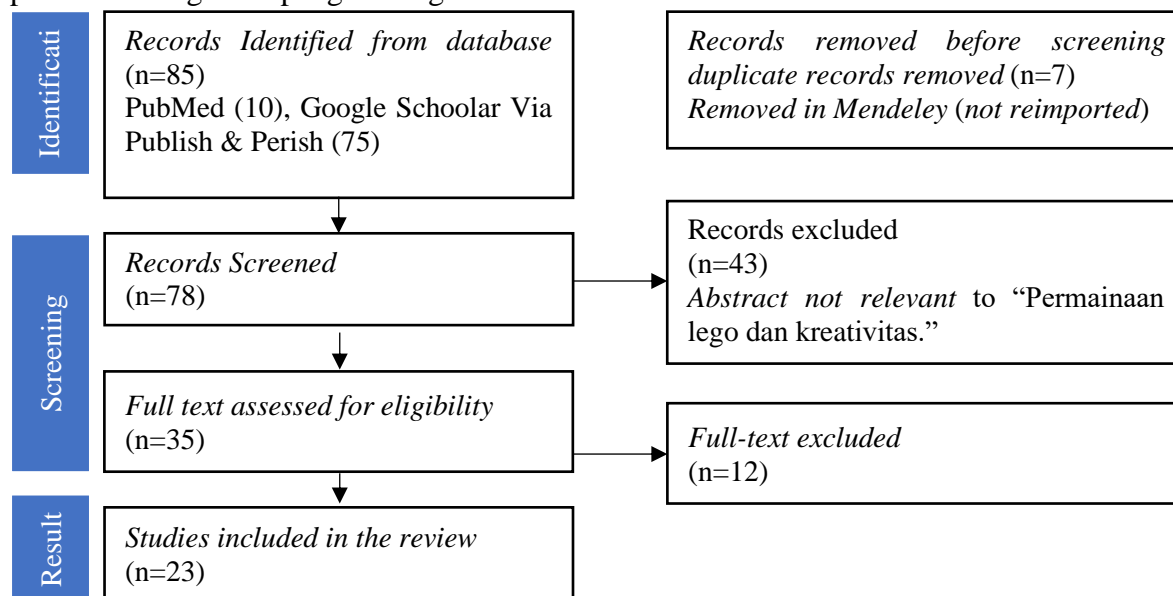 Identificati
Records Identified from database
(n=85)
PubMed (10), Google Schoolar Via
Publish & Perish (75)
Records removed before screening
duplicate records removed (n=7)
Removed in Mendeley (not reimported)
Screening
Records Screened
(n=78)
Records excluded
(n=43)
Abstract not relevant to “Permainaan
lego dan kreativitas.”
Full text assessed for eligibility
(n=35)
Full-text excluded
(n=12)
Result
Studies included in the review
(n=23)